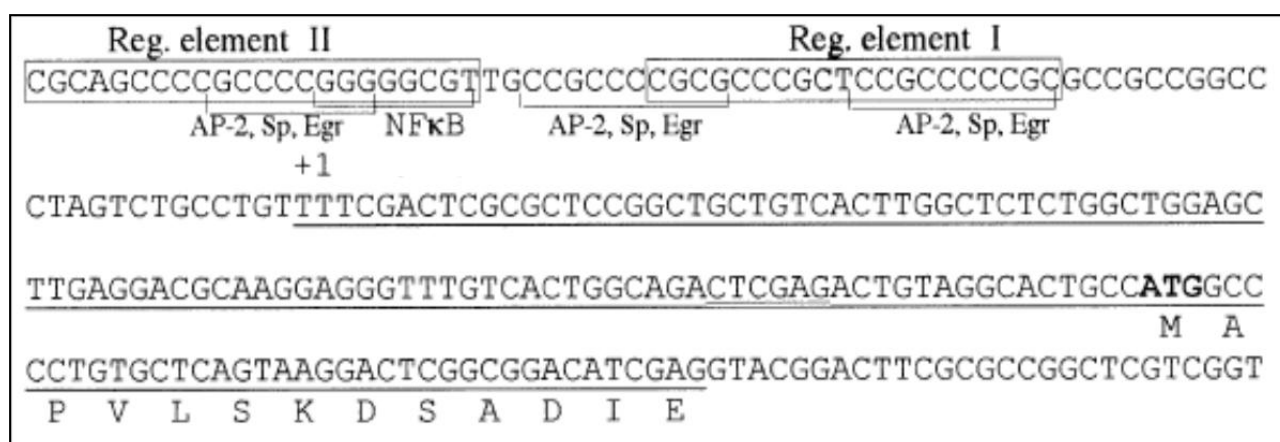 Reg. element II Reg. element I
CGCAGCCCCGCCCCGGGGGCGTTGCCGCCCCGCGCCCGCTCCGCCCCCGCGCCGCCGGCC
AP-2, Sp, Egr NFκB AP-2, Sp, Egr AP-2, Sp, Egr
+1
CTAGTCTGCCTGTTTTCGACTCGCGCTCCGGCTGCTGTCACTTGGCTCTCTGGCTGGAGC
TTGAGGACGCAAGGAGGGTTTGTCACTGGCAGACTCGAGACTGTAGGCACTGCCATGGCC
M A
CCTGTGCTCAGTAAGGACTCGGCGGACATCGAGGTACGGACTTCGCGCCGGCTCGTCGGT
P V L S K D S A D I E